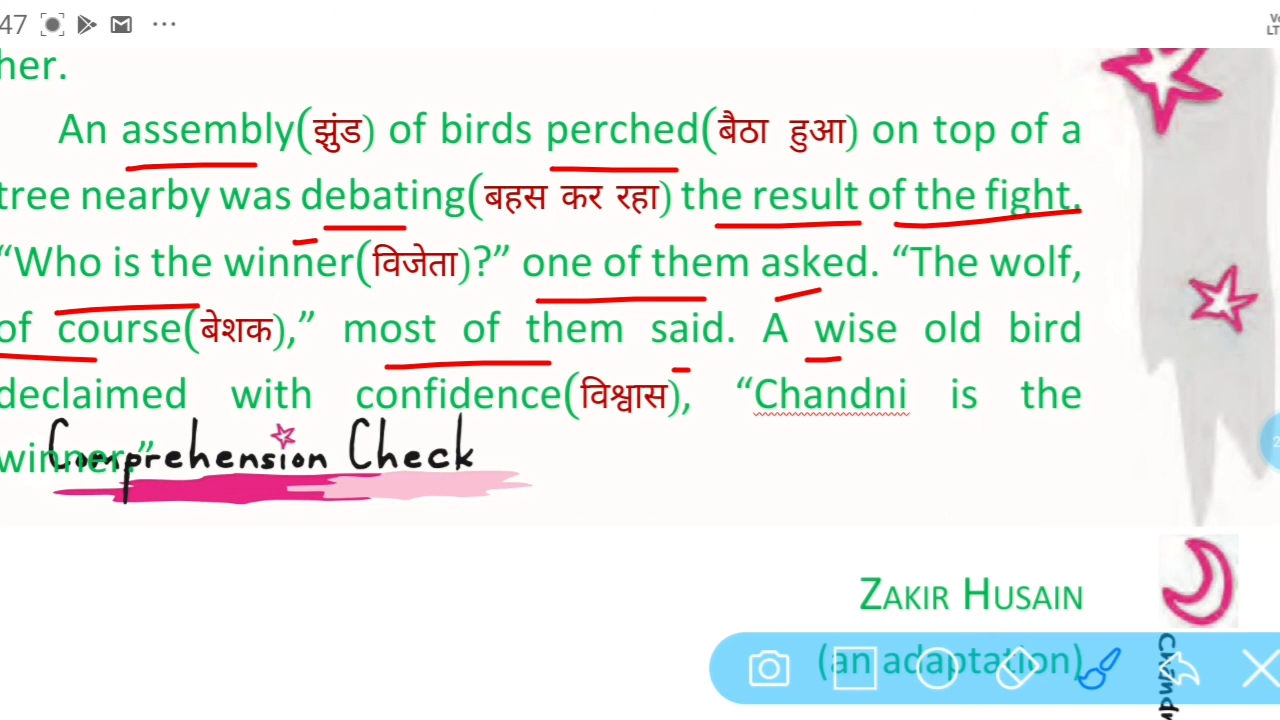 47
her.
An assembly(झुंड) of birds perched(बैठा हुआ) on top of a
tree nearby was debating(बहस कर रहा) the result of the fight.
“Who is the winner(विजेता)?” one of them asked. “The wolf,
of course(बेशक),” most of them said. A wise old bird
declaimed with confidence(विश्वास), “Chandni is the
winner.”
Comprehension Check
ZAKIR HUSAIN
(an adaptation)